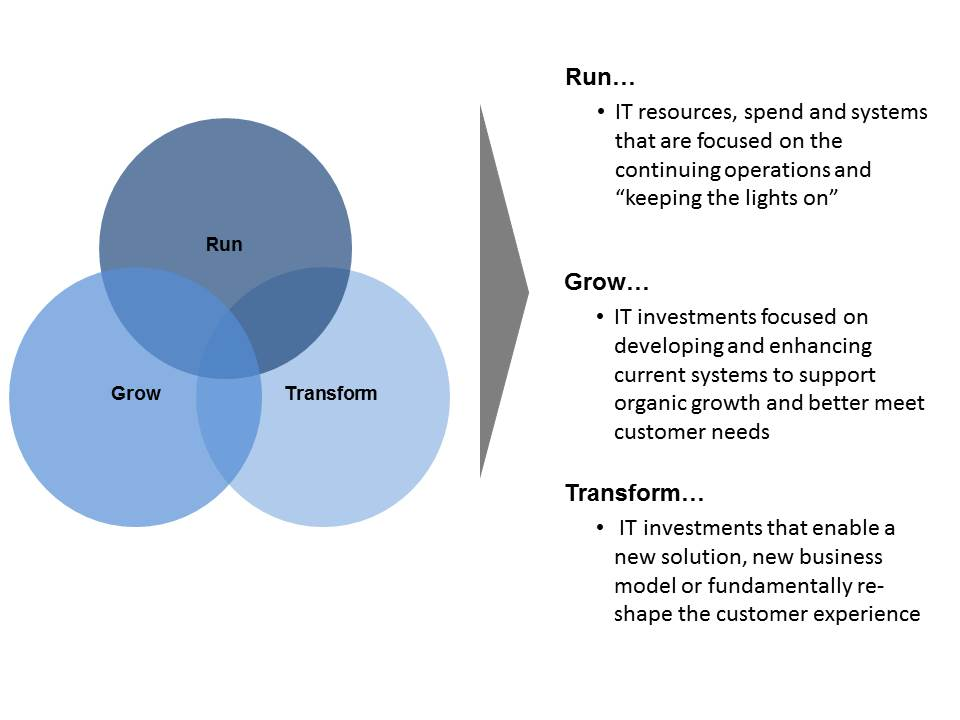 Run
Grow
Transform
Run…
• IT resources, spend and systems
that are focused on the
continuing operations and
“keeping the lights on”
Grow…
• IT investments focused on
developing and enhancing
current systems to support
organic growth and better meet
customer needs
Transform…
• IT investments that enable a
new solution, new business
model or fundamentally re-
shape the customer experience